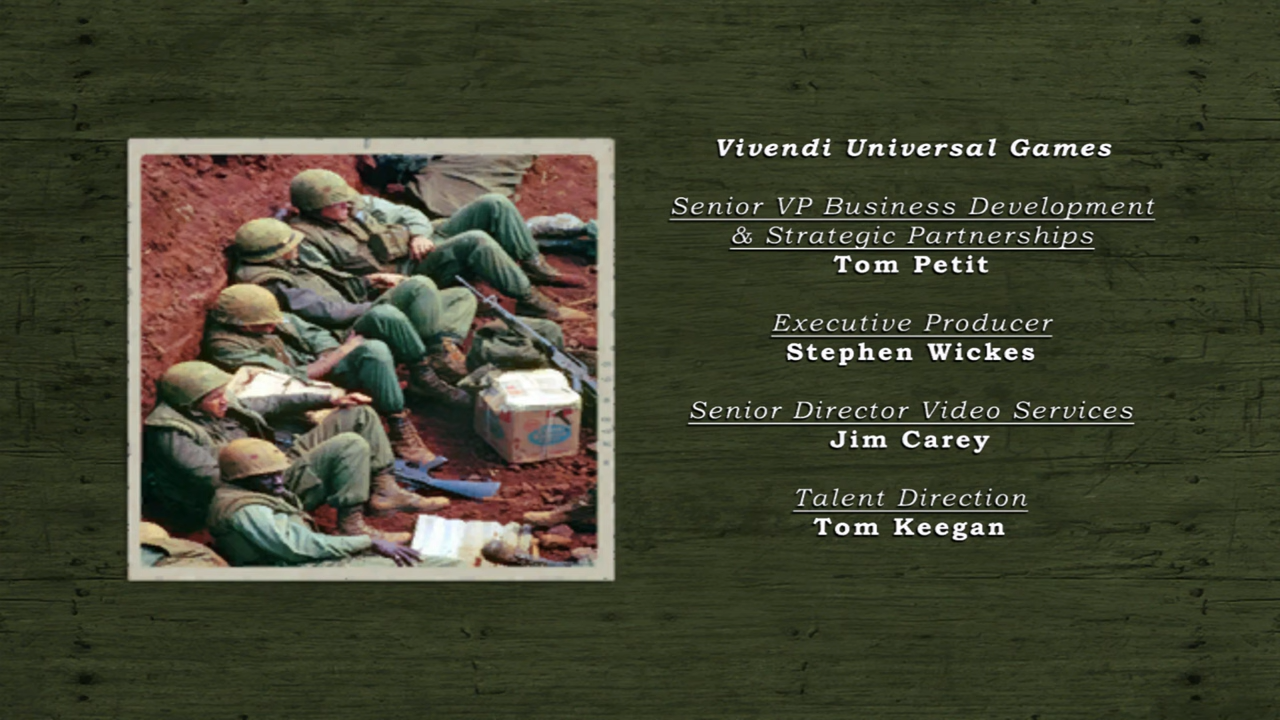 Vivendi Universal Games
Senior VP Business Development
& Strategic Partnerships
Tom Petit
Executive Producer
Stephen Wickes
Senior Director Video Services
Jim Carey
Talent Direction
Tom Keegan